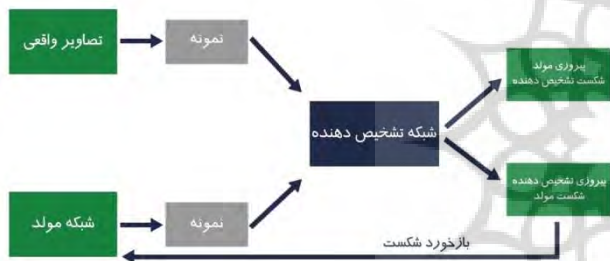 تصاویر واقعی
نمونه
پیروزی مولد
شکست تشخیص دهنده
شبکه تشخیص دهنده
پیروزی تشخیص دهنده
شکست مولد
شبکه مولد
نمونه
بازخورد شکست